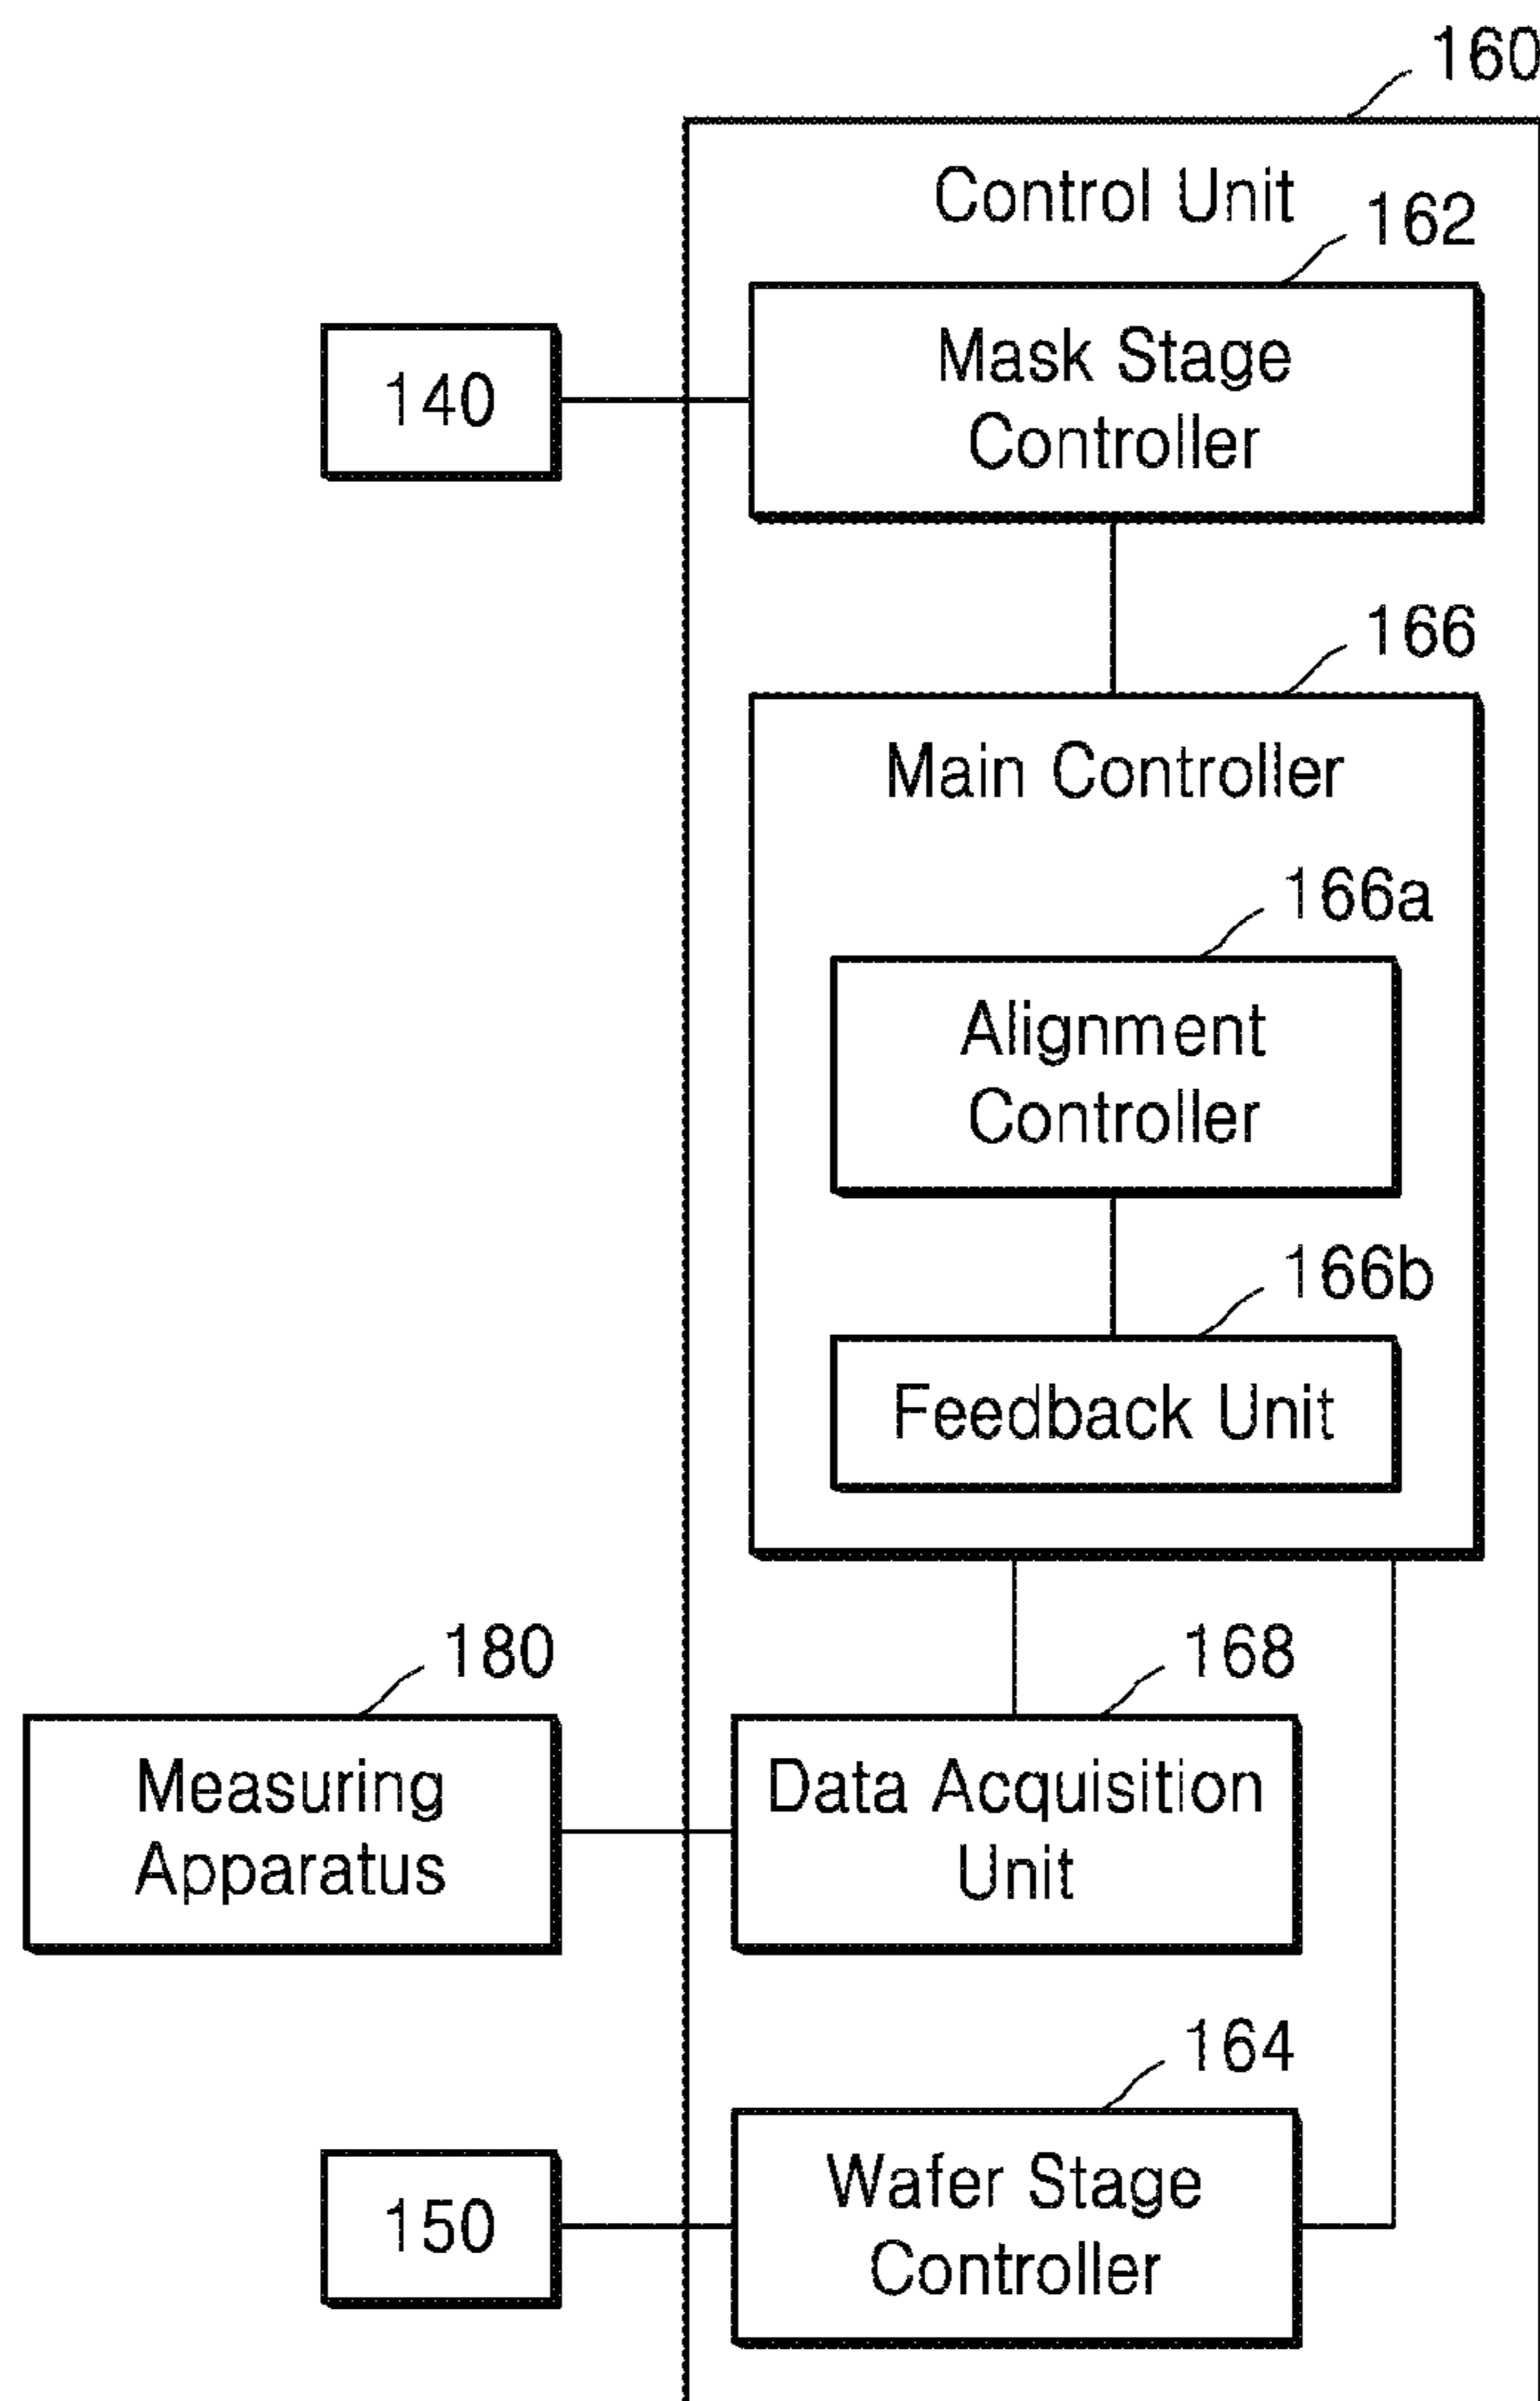 160
Control Unit
162
Mask Stage
Controller
140
166
Main Controller
166a
Alignment
Controller
166b
Feedback Unit
180
168
Measuring
Apparatus
Data Acquisition
Unit
164
150
Wafer Stage
Controller